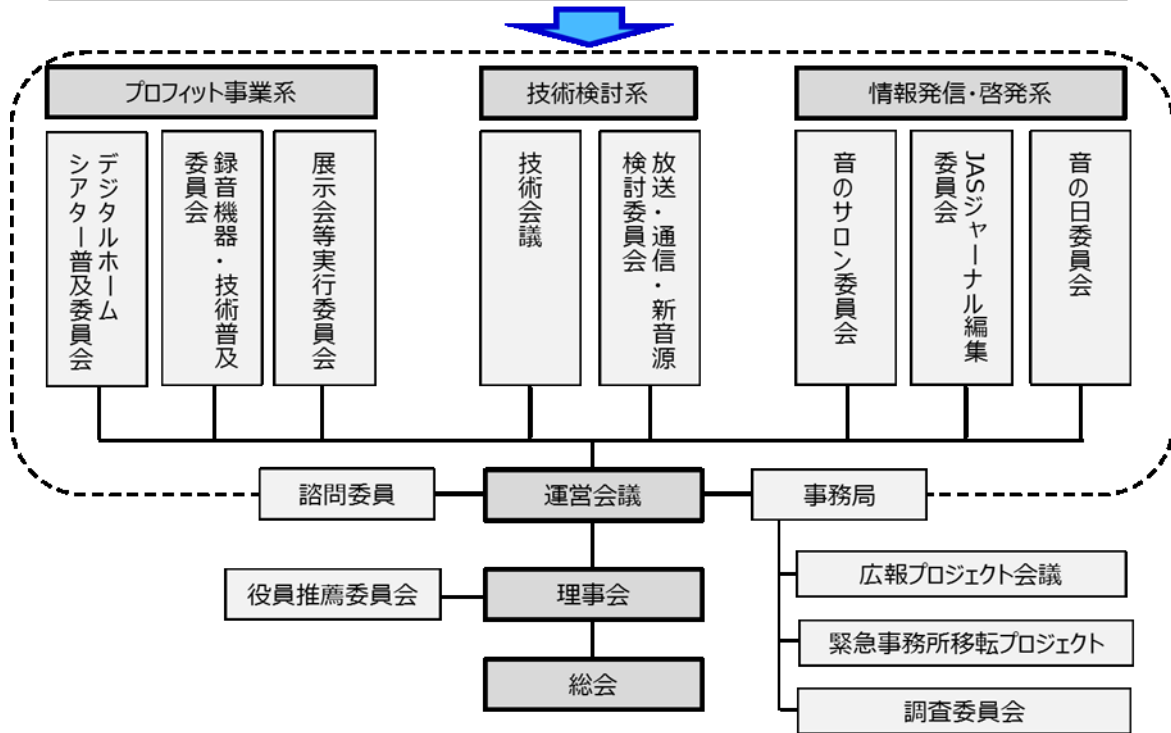 プロフィット事業系
技術検討系
情報発信・啓発系
デジタルホーム
シアター普及委員会
録音機器・技術普及
委員会
展示会等実行委員会
技術会議
放送・通信・新音源
検討委員会
音のサロン委員会
JASジャーナル編集
委員会
音の日委員会
諮問委員
運営会議
事務局
広報プロジェクト会議
役員推薦委員会
理事会
緊急事務所移転プロジェクト
総会
調査委員会